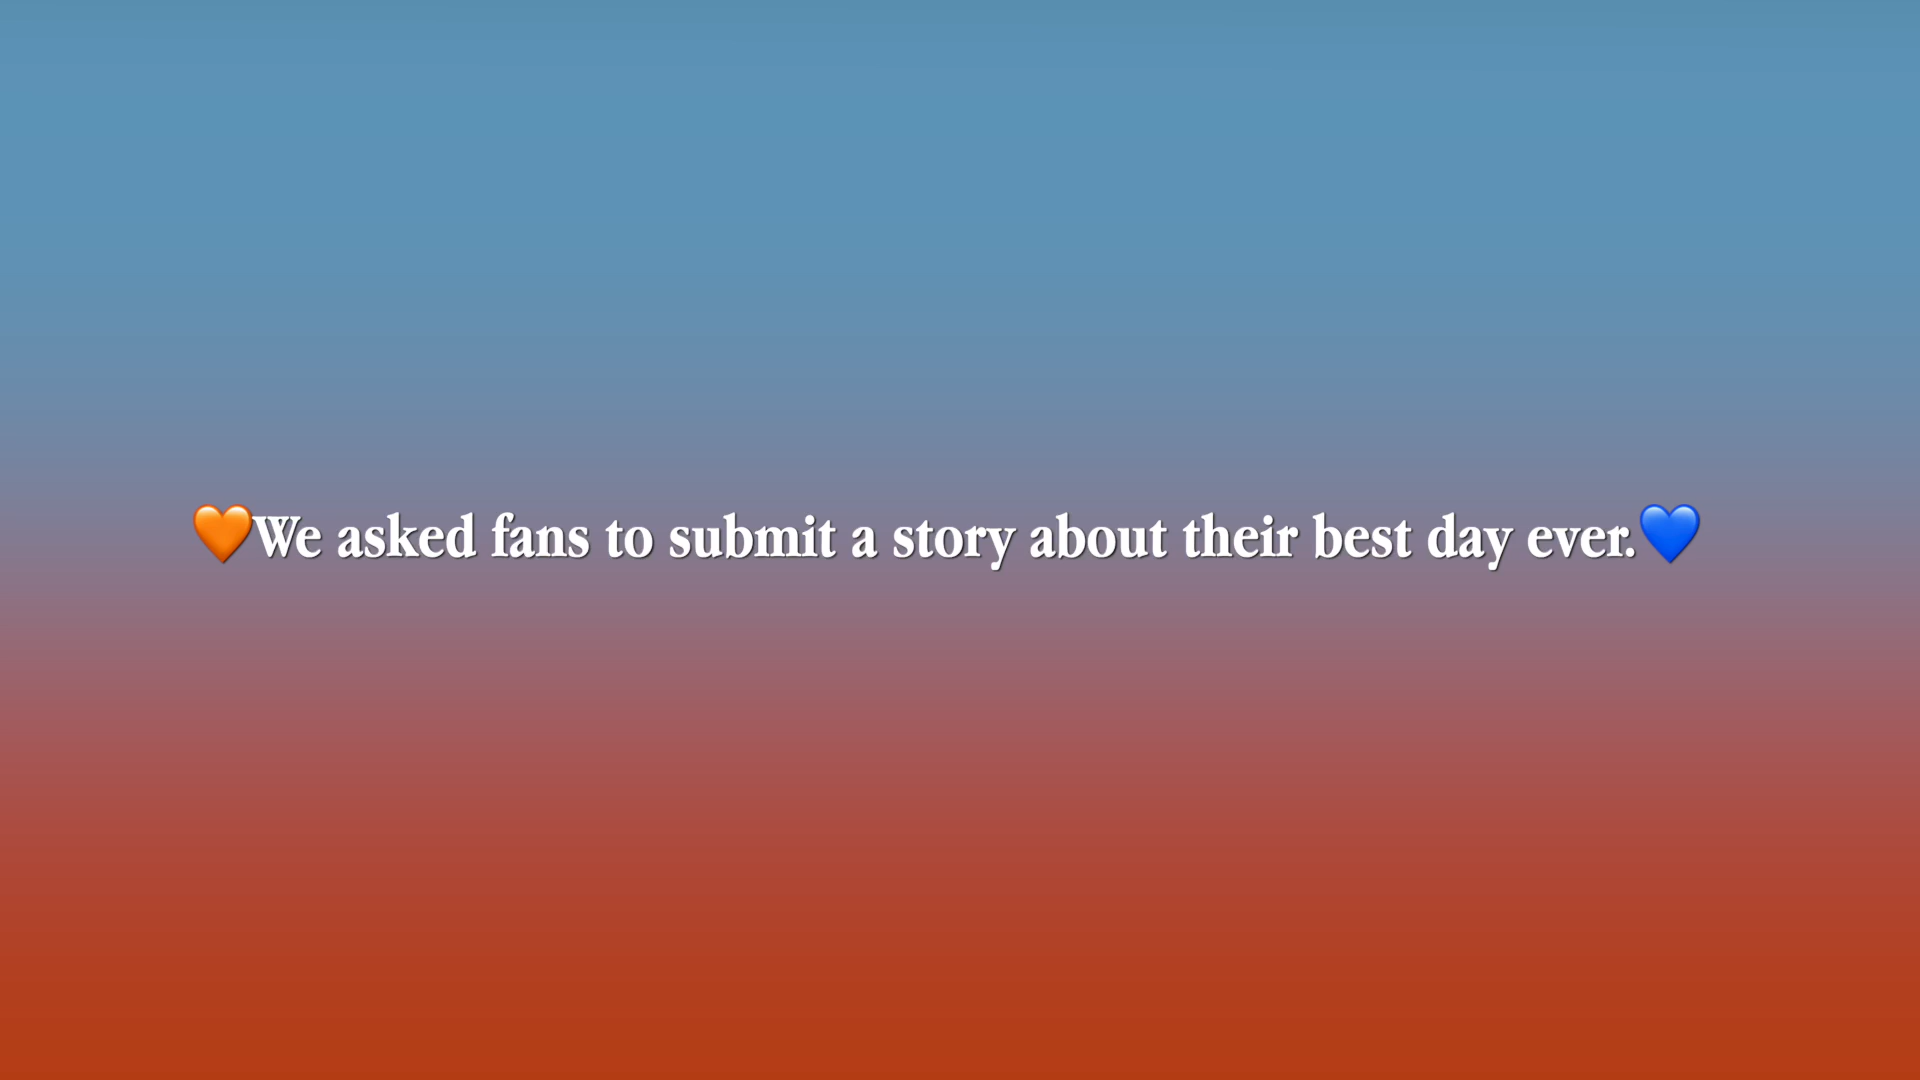 🧡We asked fans to submit a story about their best day ever.💙